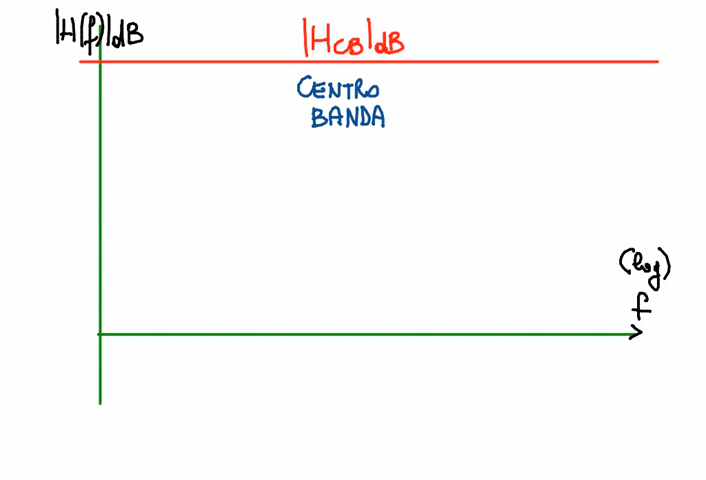 |H(f)|dB
|HCB|dB
CENTRO
BANDA
(log)
f